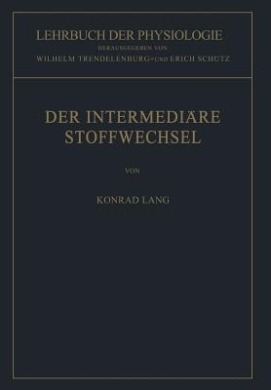 LEHRBUCH DER PHYSIOLOGIE
HERAUSGEGEBEN VON
WILHELM TRENDELENBURG UND ERICH SCHÜTZ
DER INTERMEDIÄRE
STOFFWECHSEL
VON
KONRAD LANG